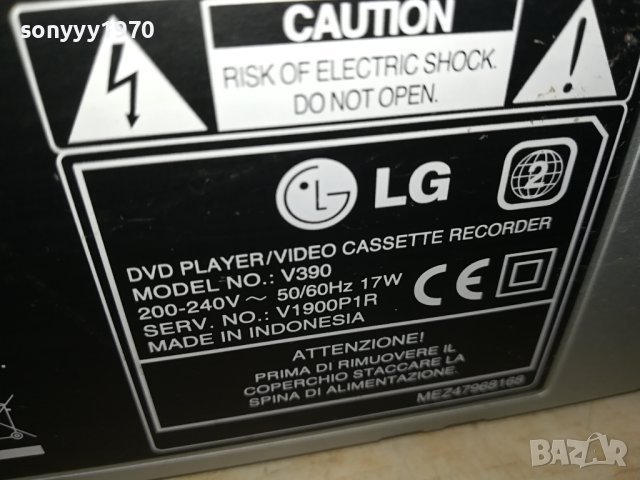 sonyyy1970
CAUTION
RISK OF ELECTRIC SHOCK.
DO NOT OPEN.
LG
2
DVD PLAYER/VIDEO CASSETTE RECORDER
MODEL NO.: V390
200-240V ~ 50/60Hz 17W
SERV. NO.: V1900P1R
MADE IN INDONESIA
CE
ATTENZIONE!
PRIMA DI RIMUOVERE IL
COPERCHIO STACCARE LA
SPINA DI ALIMENTAZIONE.
MEZ47968168
BAZAR